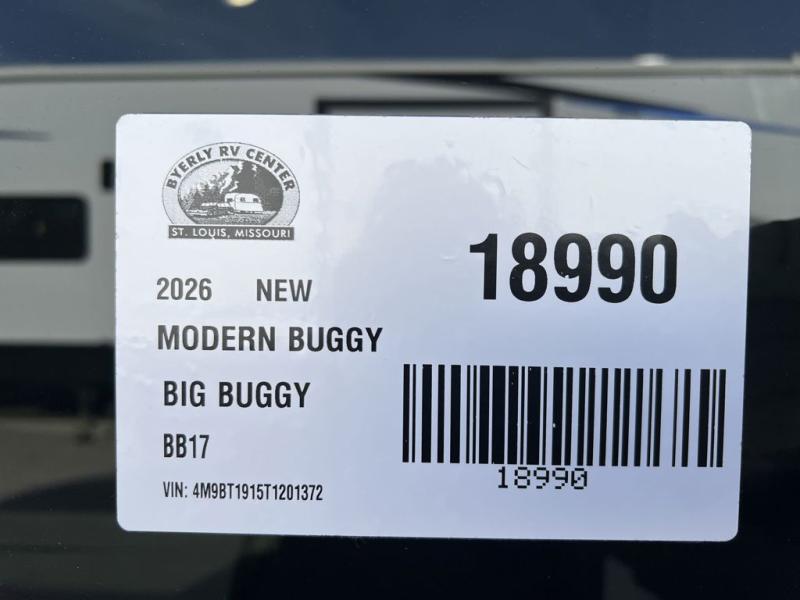 BYERLY RV CENTER
ST. LOUIS, MISSOURI
18990
2026 NEW
MODERN BUGGY
BIG BUGGY
BB17
18990
VIN: 4M9BT1915T1201372